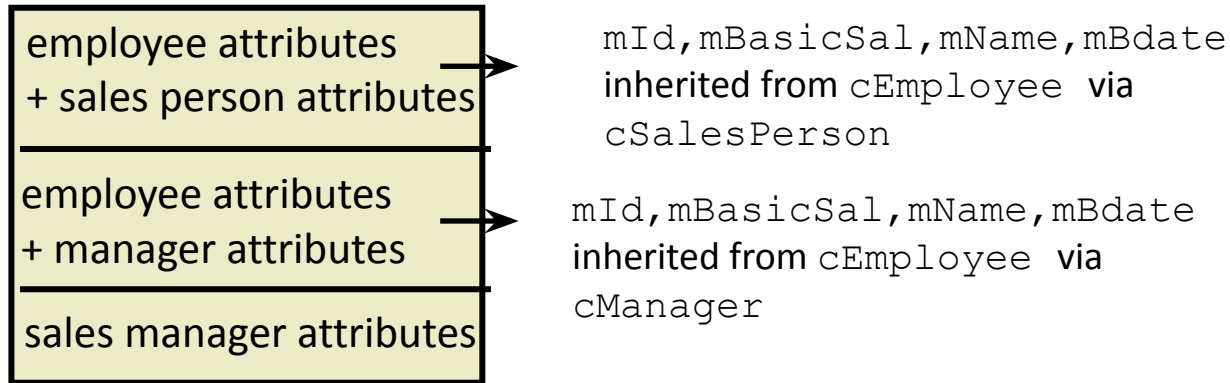 employee attributes
+ sales person attributes
mId,mBasicSal,mName,mBdate
inherited from cEmployee via
cSalesPerson
employee attributes
+ manager attributes
mId,mBasicSal,mName,mBdate
inherited from cEmployee via
cManager
sales manager attributes